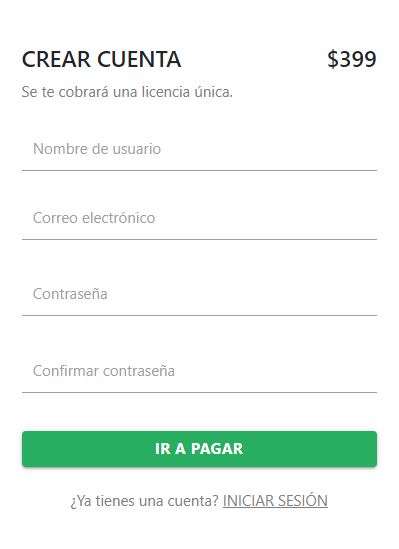 CREAR CUENTA $399
Se te cobrará una licencia única.
Nombre de usuario
Correo electrónico
Contraseña
Confirmar contraseña
IR A PAGAR
¿Ya tienes una cuenta? INICIAR SESIÓN